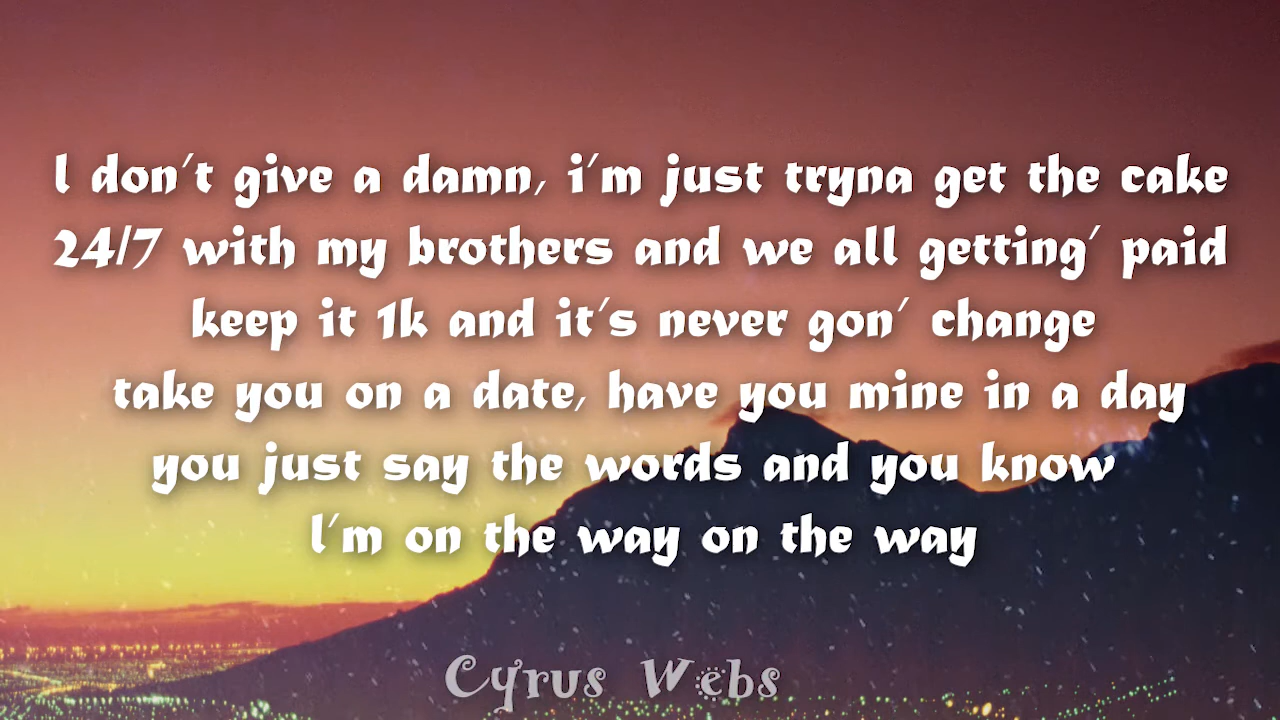 I don't give a damn, i'm just tryna get the cake
24/7 with my brothers and we all getting' paid
keep it 1k and it's never gon' change
take you on a date, have you mine in a day
you just say the words and you know
I'm on the way on the way
Cyrus Webs